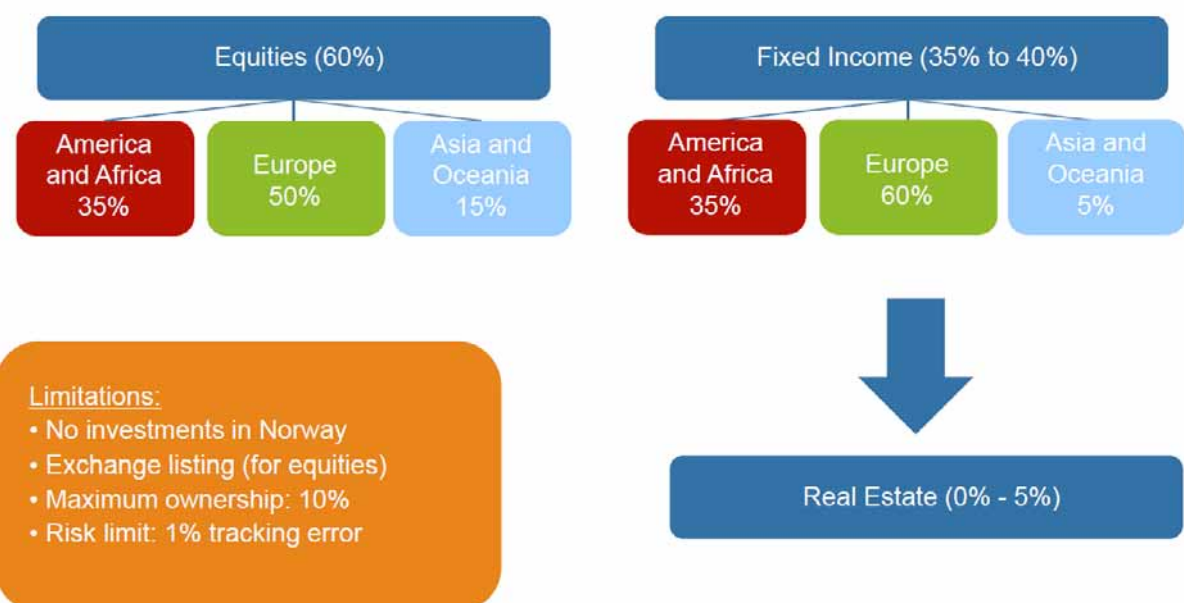 Equities (60%)
America
and Africa
35%
Europe
50%
Asia and
Oceania
15%
Fixed Income (35% to 40%)
America
and Africa
35%
Europe
60%
Asia and
Oceania
5%
Limitations:
• No investments in Norway
• Exchange listing (for equities)
• Maximum ownership: 10%
• Risk limit: 1% tracking error
Real Estate (0% - 5%)